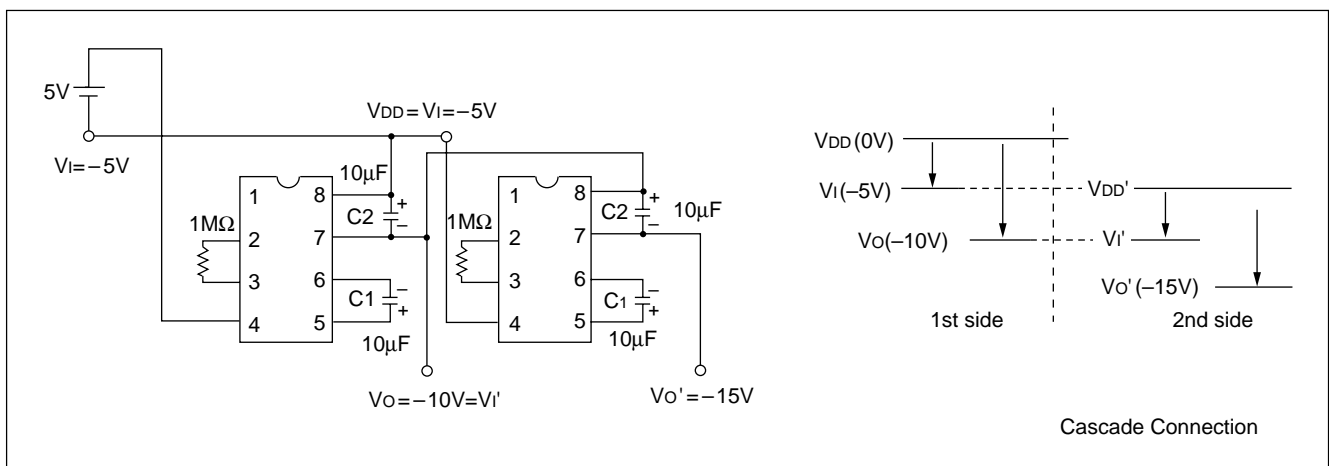 5V
VI=−5V
VDD=VI=−5V
10μF
1MΩ
1
2
3
4
8
7
6
5
+
C2
−
−
C1
+
10μF
VO=−10V=VI'
1MΩ
1
2
3
4
8
7
6
5
+
C2
−
10μF
−
C1
+
10μF
VO'=−15V
VDD(0V)
VI(−5V)
VO(−10V)
VDD'
VI'
VO'(−15V)
1st side
2nd side
Cascade Connection